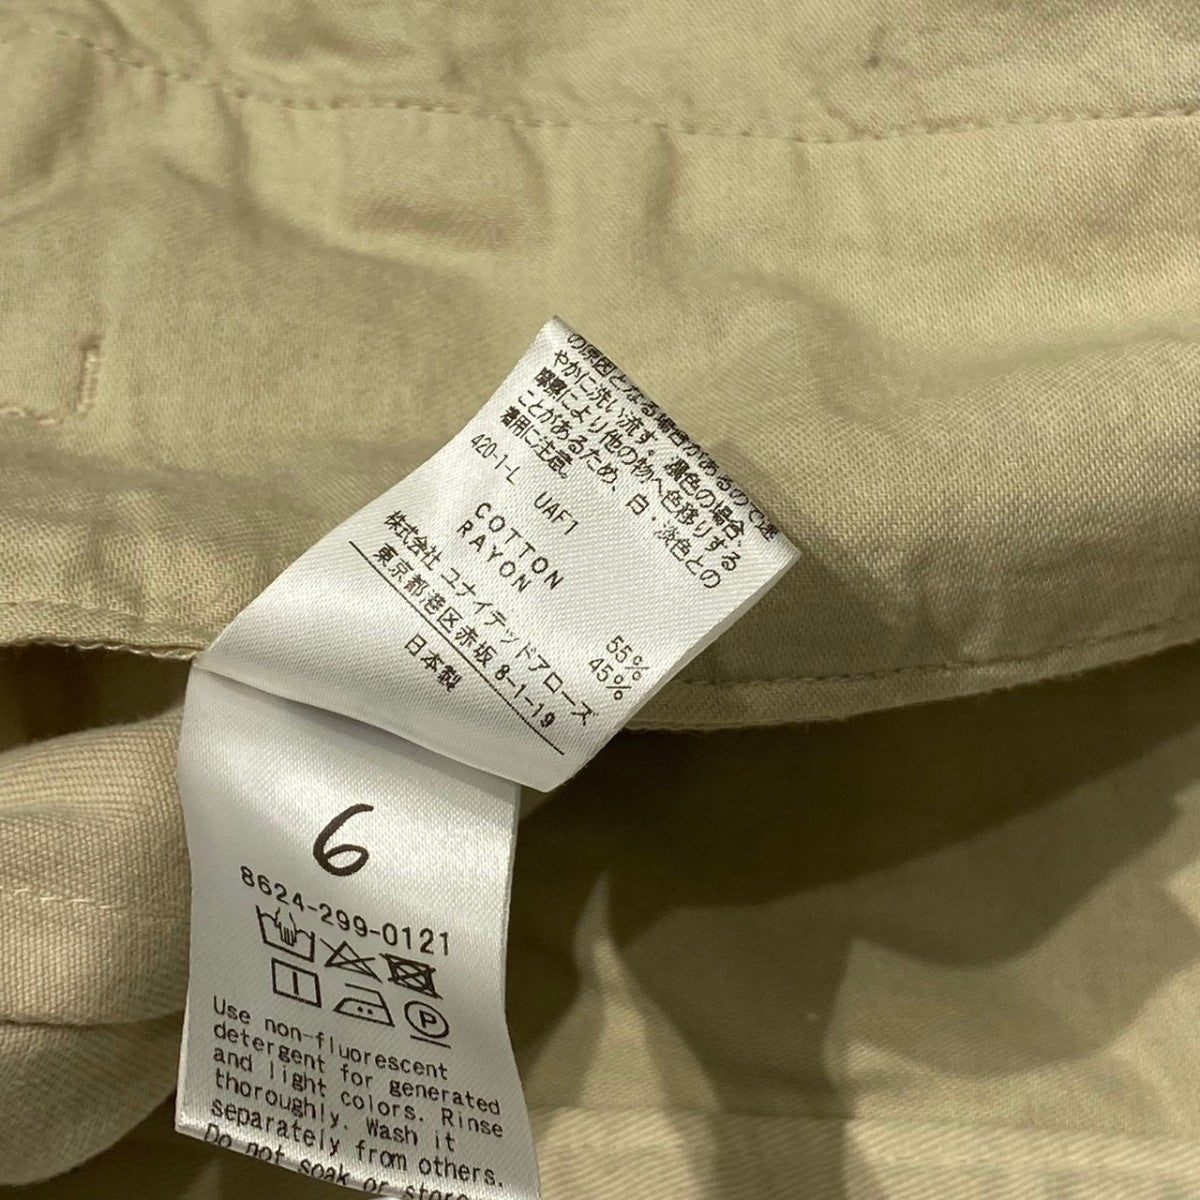 の原因となる場合があるので速
やかに洗い流す。濃色の場合、
摩擦により他の物へ色移りする
ことがあるため、白・淡色との
着用に注意。
420-1-L UAF1
COTTON 55%
RAYON 45%
株式会社 ユナイテッドアローズ
東京都港区赤坂 8-1-19
日本製
6
8624-299-0121
P
Use non-fluorescent
detergent for generated
and light colors. Rinse
thoroughly. Wash it
separately from others.
Do not soak or store